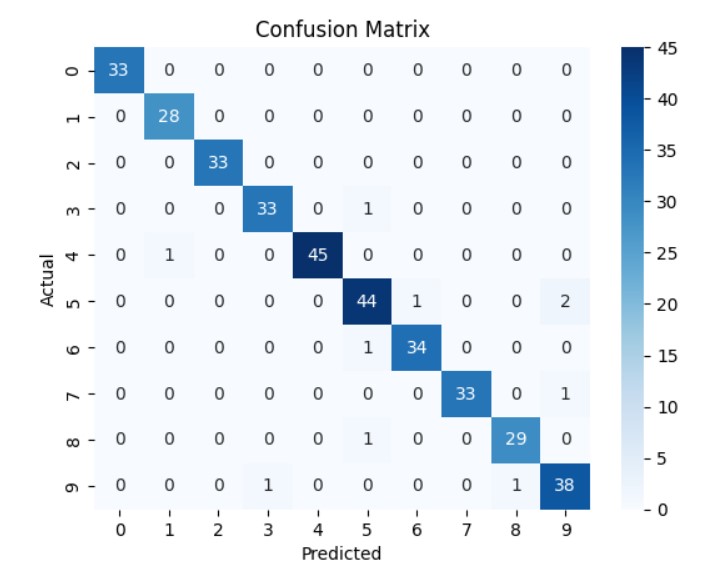 Confusion Matrix
0 33 0 0 0 0 0 0 0 0 0
1 0 28 0 0 0 0 0 0 0 0
2 0 0 33 0 0 0 0 0 0 0
3 0 0 0 33 0 1 0 0 0 0
4 0 1 0 0 45 0 0 0 0 0
5 0 0 0 0 0 44 1 0 0 2
6 0 0 0 0 0 1 34 0 0 0
7 0 0 0 0 0 0 0 33 0 1
8 0 0 0 0 0 1 0 0 29 0
9 0 0 0 1 0 0 0 0 1 38
0 1 2 3 4 5 6 7 8 9
Actual
Predicted
45
40
35
30
25
20
15
10
5
0